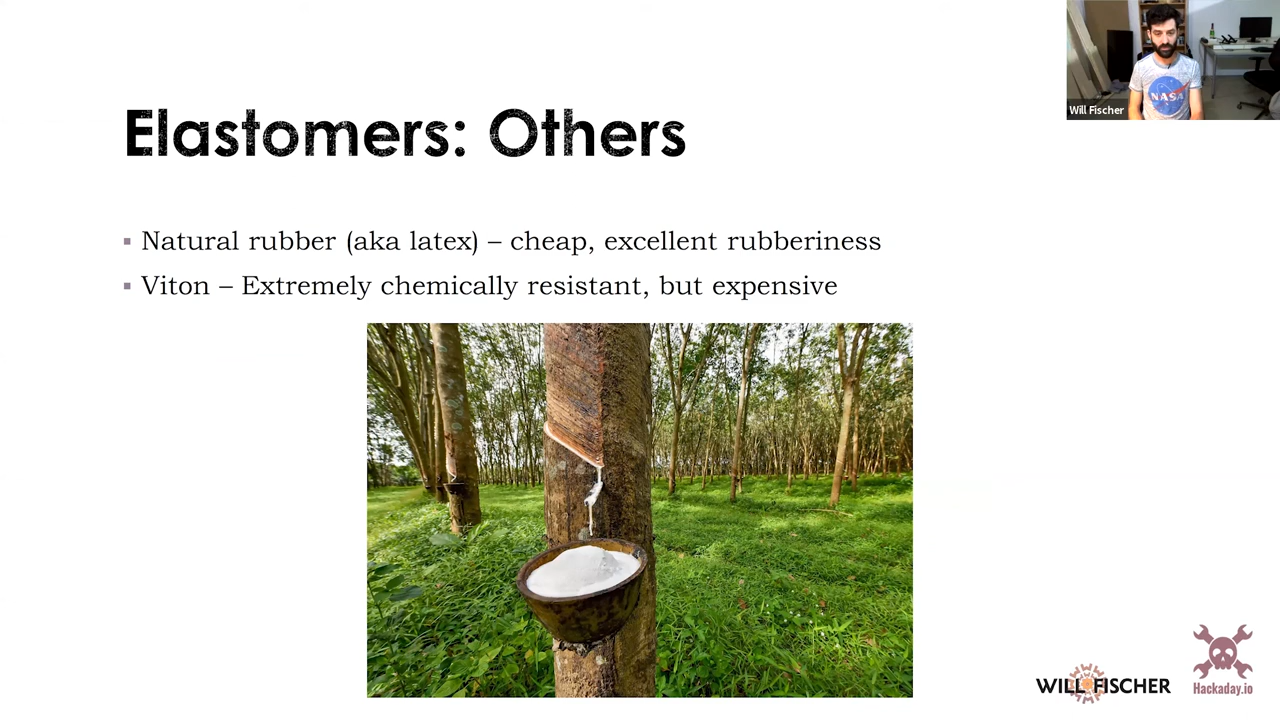 Elastomers: Others
Natural rubber (aka latex) – cheap, excellent rubberiness
Viton – Extremely chemically resistant, but expensive
Will Fischer
NASA
WILL FISCHER
Hackaday.io